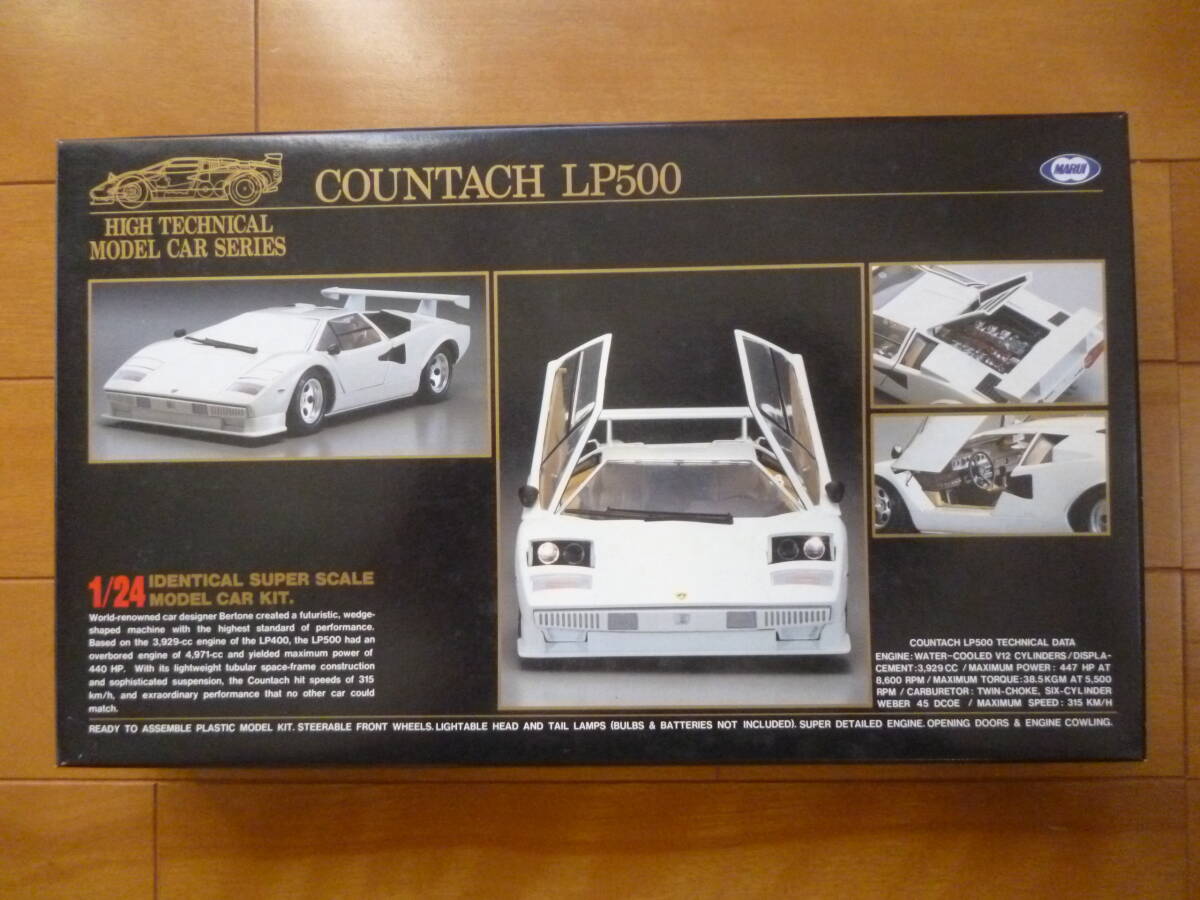 COUNTACH LP500
MARUI
HIGH TECHNICAL
MODEL CAR SERIES
1/24 IDENTICAL SUPER SCALE
MODEL CAR KIT.
World-renowned car designer Bertone created a futuristic, wedge-
shaped machine with the highest standard of performance.
Based on the 3,929-cc engine of the LP400, the LP500 had an
overbored engine of 4,971-cc and yielded maximum power of
440 HP. With its lightweight tubular space-frame construction
and sophisticated suspension, the Countach hit speeds of 315
km/h, and exraordinary performance that no other car could
match.
COUNTACH LP500 TECHNICAL DATA
ENGINE: WATER-COOLED V12 CYLINDERS / DISPLA-
CEMENT: 3,929 CC / MAXIMUM POWER: 447 HP AT
8,600 RPM / MAXIMUM TORQUE: 38.5 KGM AT 5,500
RPM / CARBURETOR: TWIN-CHOKE, SIX-CYLINDER
WEBER 45 DCOE / MAXIMUM SPEED: 315 KM/H
READY TO ASSEMBLE PLASTIC MODEL KIT. STEERABLE FRONT WHEELS. LIGHTABLE HEAD AND TAIL LAMPS (BULBS & BATTERIES NOT INCLUDED). SUPER DETAILED ENGINE. OPENING DOORS & ENGINE COWLING.